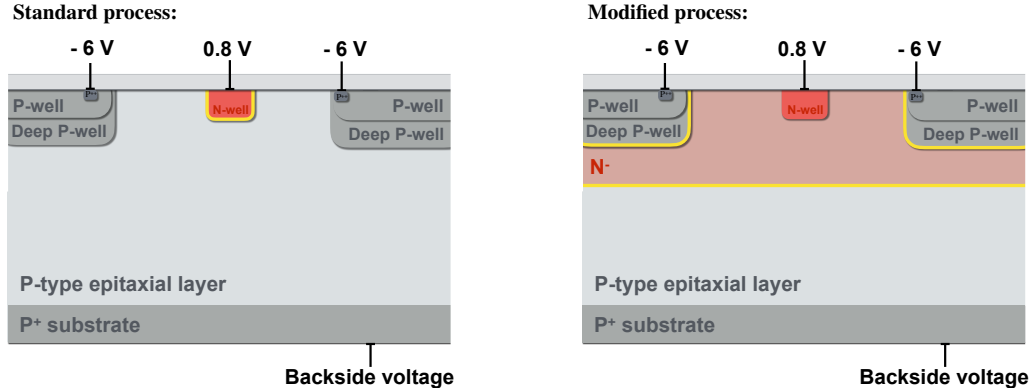 Standard process:
Modified process:
- 6 V
0.8 V
- 6 V
- 6 V
0.8 V
- 6 V
P-well
P++
N-well
P++
P-well
Deep P-well
Deep P-well
P-well
P++
N-well
P++
P-well
Deep P-well
Deep P-well
N-
P-type epitaxial layer
P-type epitaxial layer
P+ substrate
P+ substrate
Backside voltage
Backside voltage